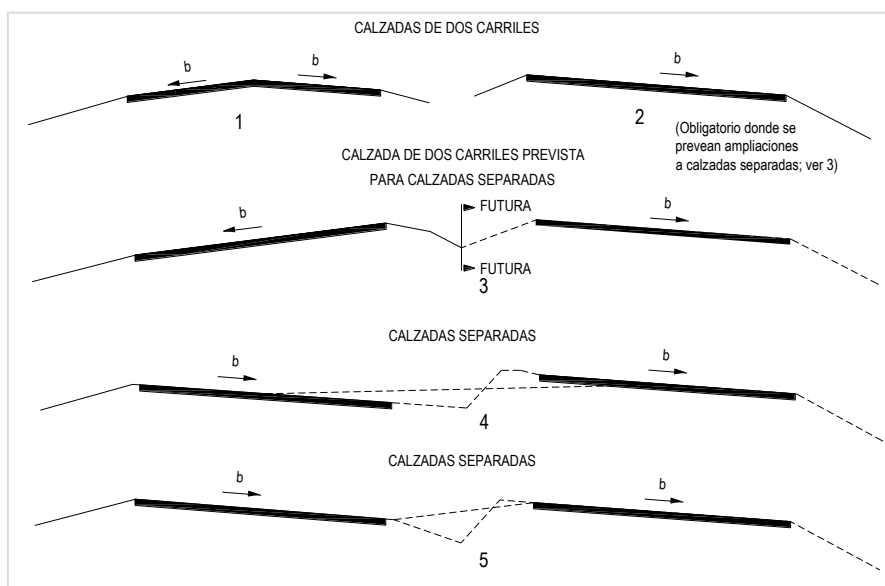 CALZADAS DE DOS CARRILES
b
b
b
1
2
(Obligatorio donde se
prevean ampliaciones
a calzadas separadas; ver 3)
CALZADA DE DOS CARRILES PREVISTA
PARA CALZADAS SEPARADAS
b
FUTURA
b
FUTURA
3
CALZADAS SEPARADAS
b
b
4
CALZADAS SEPARADAS
b
b
5